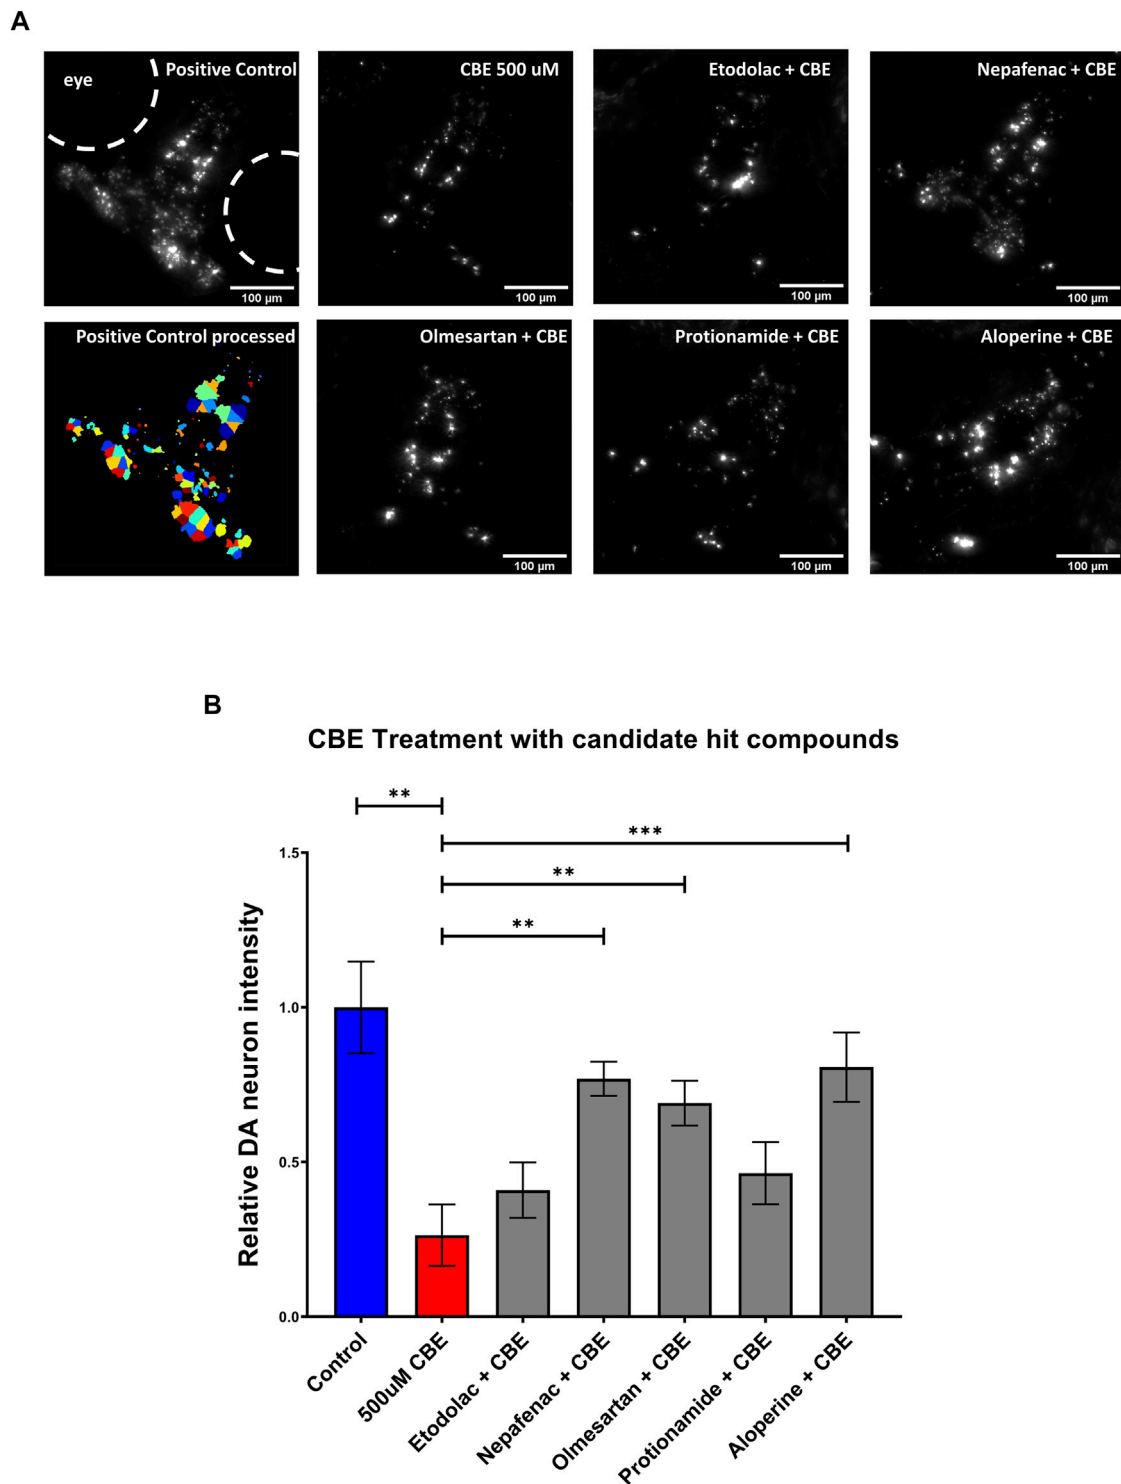 A
eye
Positive Control
CBE 500 uM
Etodolac + CBE
Nepafenac + CBE
100 µm
100 µm
100 µm
100 µm
Positive Control processed
Olmesartan + CBE
Protionamide + CBE
Aloperine + CBE
100 µm
100 µm
100 µm
B
CBE Treatment with candidate hit compounds
**
***
**
**
Relative DA neuron intensity
1.5
1.0
0.5
0.0
Control
500uM CBE
Etodolac + CBE
Nepafenac + CBE
Olmesartan + CBE
Protionamide + CBE
Aloperine + CBE